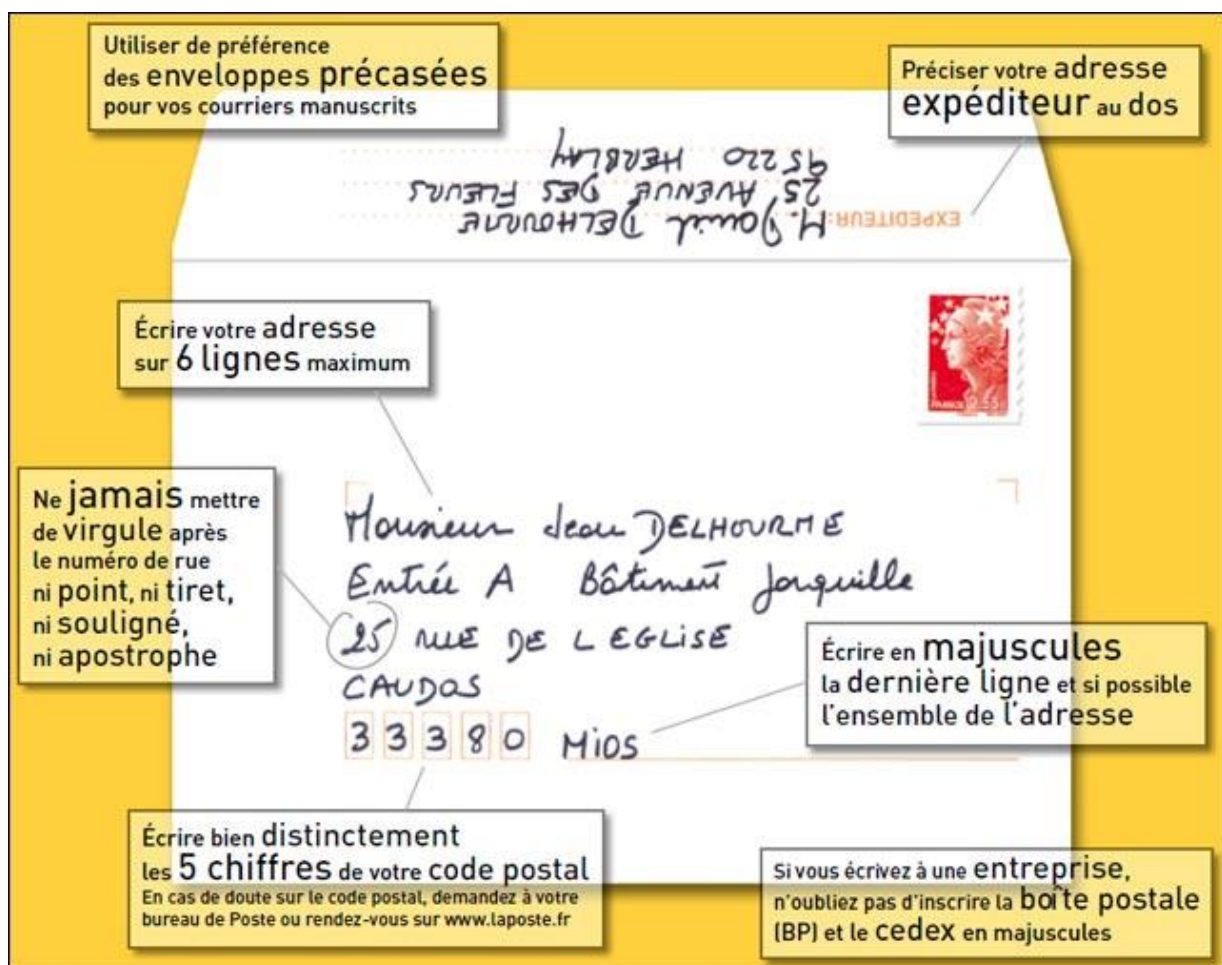 Utiliser de préférence
des enveloppes précasées
pour vos courriers manuscrits
Préciser votre adresse
expéditeur au dos
EXPEDITEUR: M. Daniel DELHOURME
25, AVENUE DES FLEURS
95220 HERBLAY
Écrire votre adresse
sur 6 lignes maximum
FRANCE 0,55
Ne jamais mettre
de virgule après
le numéro de rue
ni point, ni tiret,
ni souligné,
ni apostrophe
Monsieur Jean DELHOURME
Entrée A Bâtiment Jonquille
25 RUE DE L EGLISE
CAUDOS
33380 MIOS
Écrire en majuscules
la dernière ligne et si possible
l'ensemble de l'adresse
Écrire bien distinctement
les 5 chiffres de votre code postal
En cas de doute sur le code postal, demandez à votre
bureau de Poste ou rendez-vous sur www.laposte.fr
Si vous écrivez à une entreprise,
n'oubliez pas d'inscrire la boîte postale
(BP) et le cedex en majuscules